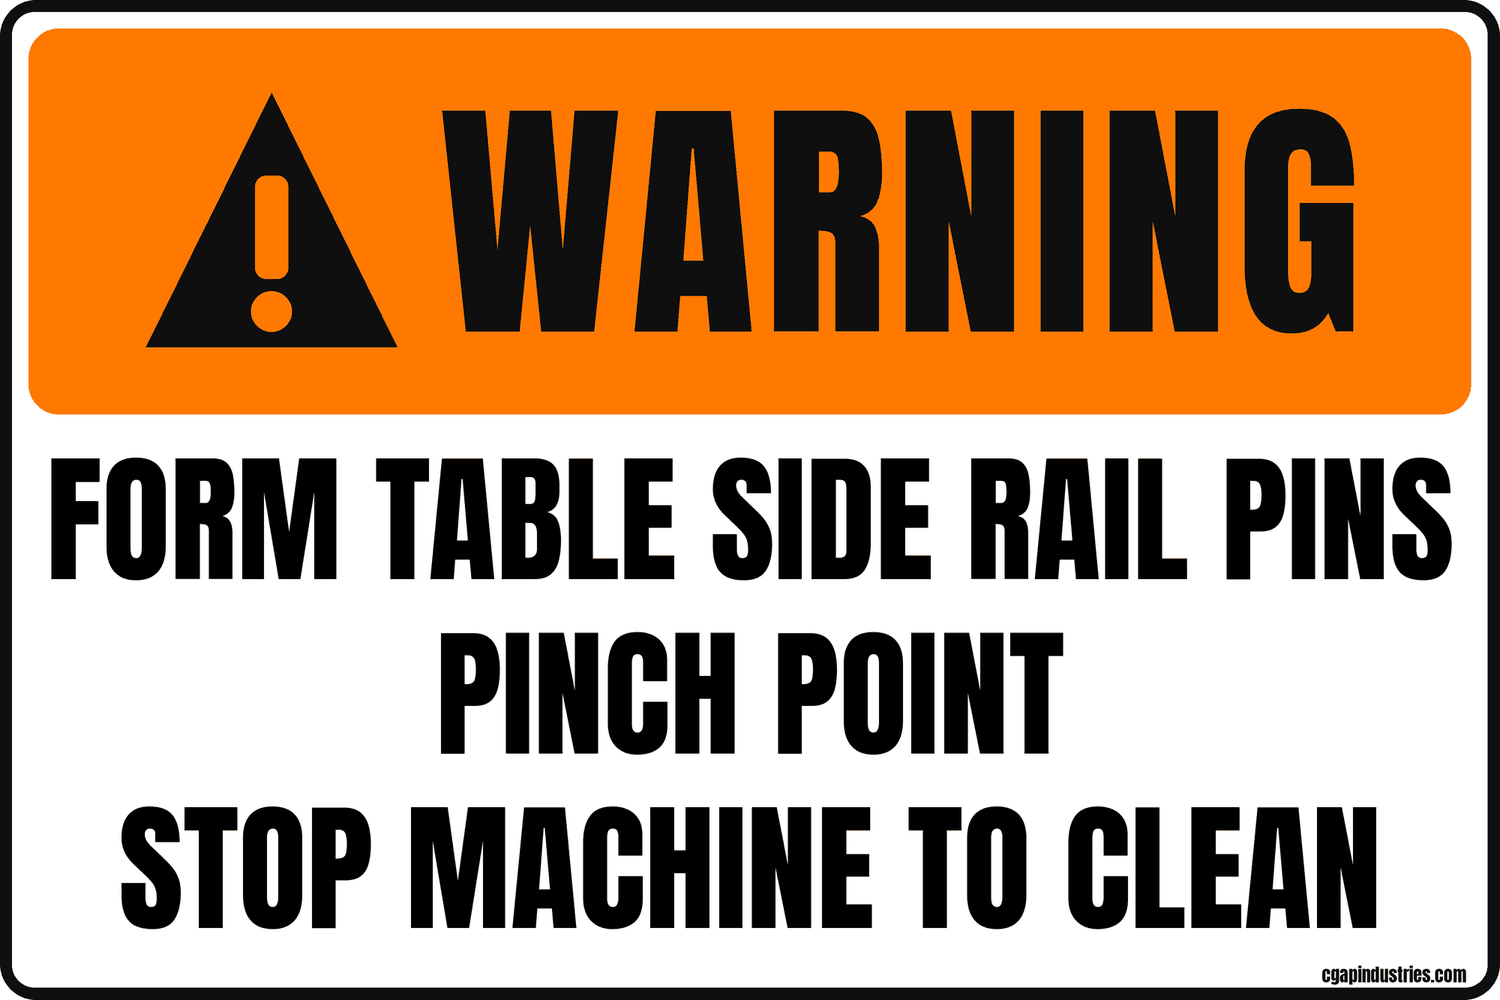 WARNING
FORM TABLE SIDE RAIL PINS
PINCH POINT
STOP MACHINE TO CLEAN
cgapindustries.com